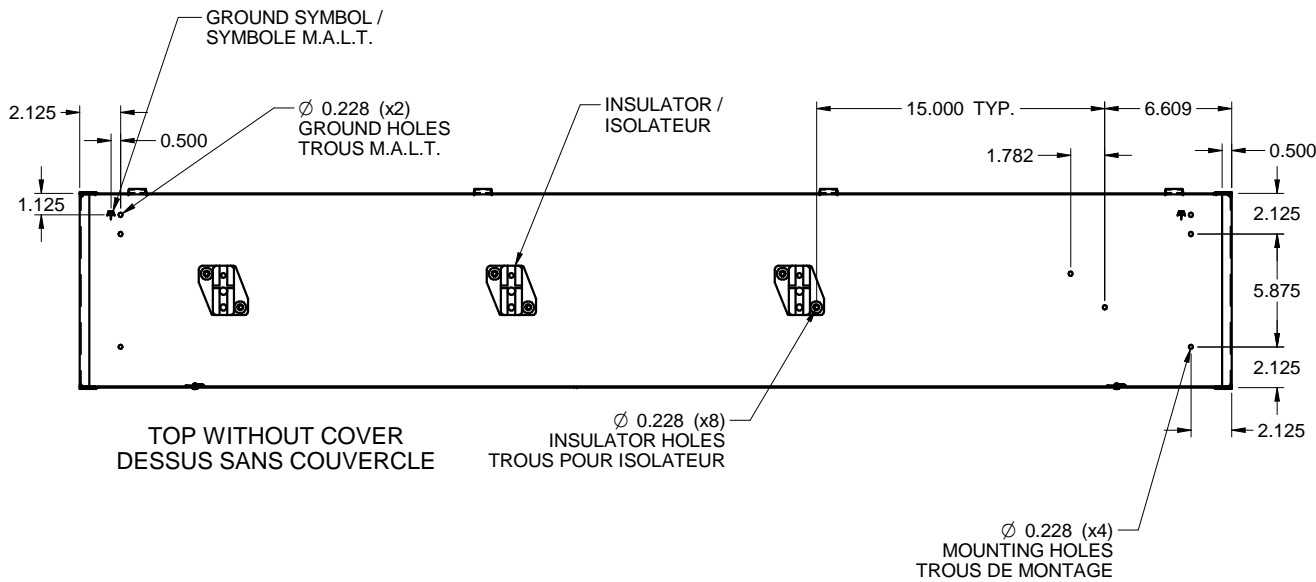 GROUND SYMBOL /
SYMBOLE M.A.L.T.
2.125
Ø 0.228 (x2)
GROUND HOLES
TROUS M.A.L.T.
0.500
INSULATOR /
ISOLATEUR
15.000 TYP.
6.609
1.782
0.500
1.125
2.125
5.875
2.125
2.125
Ø 0.228 (x8)
INSULATOR HOLES
TROUS POUR ISOLATEUR
TOP WITHOUT COVER
DESSUS SANS COUVERCLE
Ø 0.228 (x4)
MOUNTING HOLES
TROUS DE MONTAGE